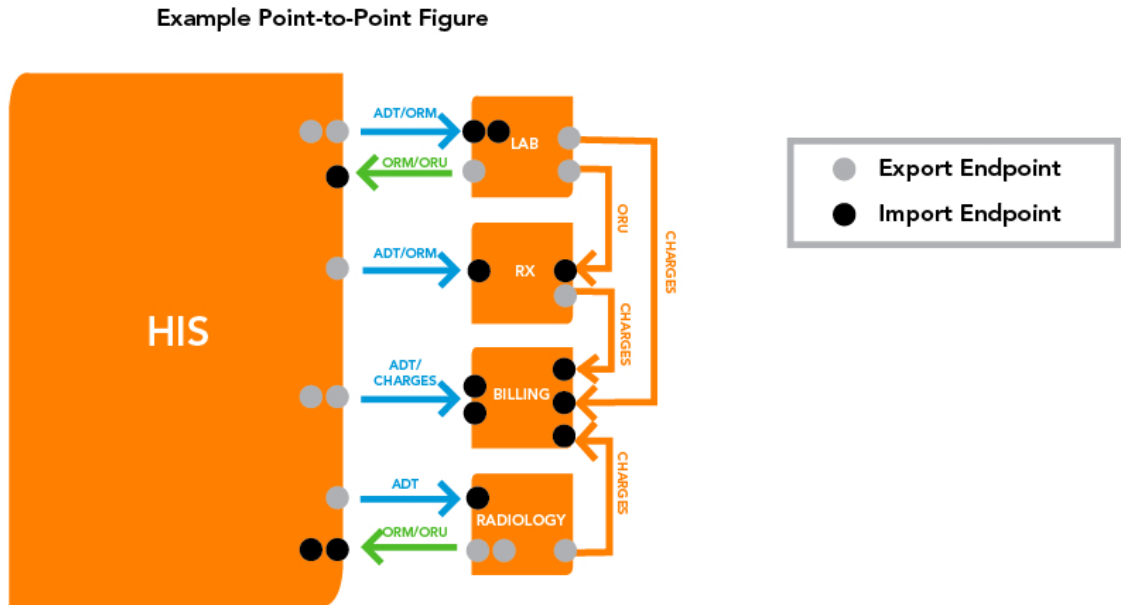 Example Point-to-Point Figure
HIS
ADT/ORM
ORM/ORU
LAB
ORU
CHARGES
ADT/ORM
RX
CHARGES
ADT/
CHARGES
BILLING
CHARGES
ADT
ORM/ORU
RADIOLOGY
Export Endpoint
Import Endpoint